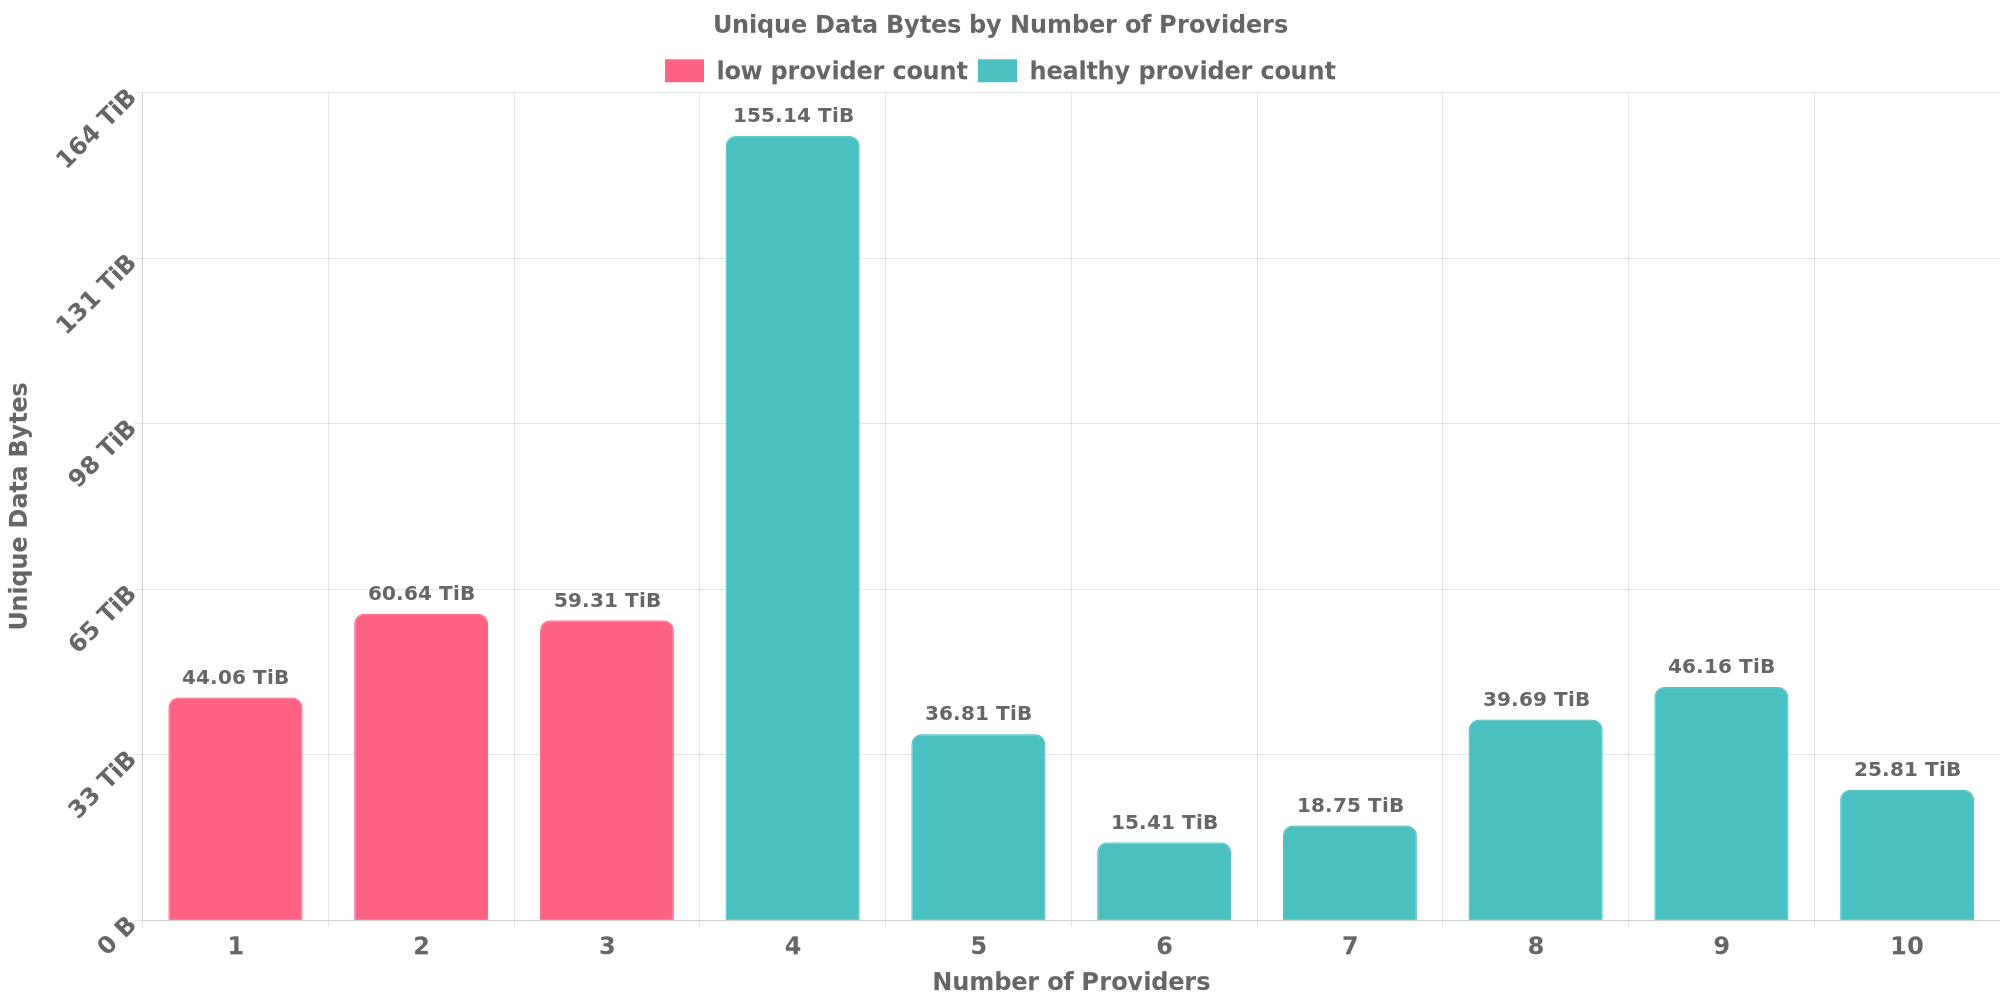 Unique Data Bytes by Number of Providers
low provider count healthy provider count
164 TiB
131 TiB
98 TiB
65 TiB
33 TiB
0 B
Unique Data Bytes
44.06 TiB
60.64 TiB
59.31 TiB
155.14 TiB
36.81 TiB
15.41 TiB
18.75 TiB
39.69 TiB
46.16 TiB
25.81 TiB
1 2 3 4 5 6 7 8 9 10
Number of Providers